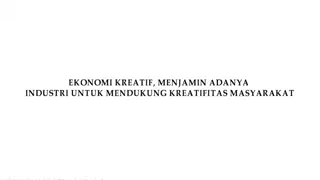 EKONOMI KREATIF, MENJAMIN ADANYA
INDUSTRI UNTUK MENDUKUNG KREATIFITAS MASYARAKAT